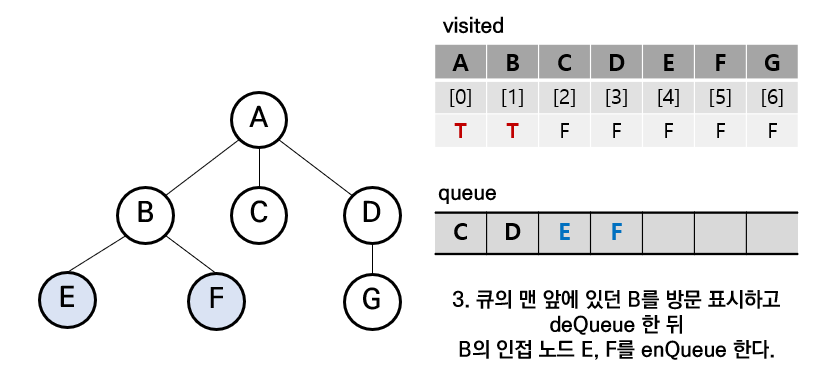 visited
A B C D E F G
[0] [1] [2] [3] [4] [5] [6]
T T F F F F F
A
B C D
E F G
queue
C D E F
3. 큐의 맨 앞에 있던 B를 방문 표시하고
deQueue 한 뒤
B의 인접 노드 E, F를 enQueue 한다.